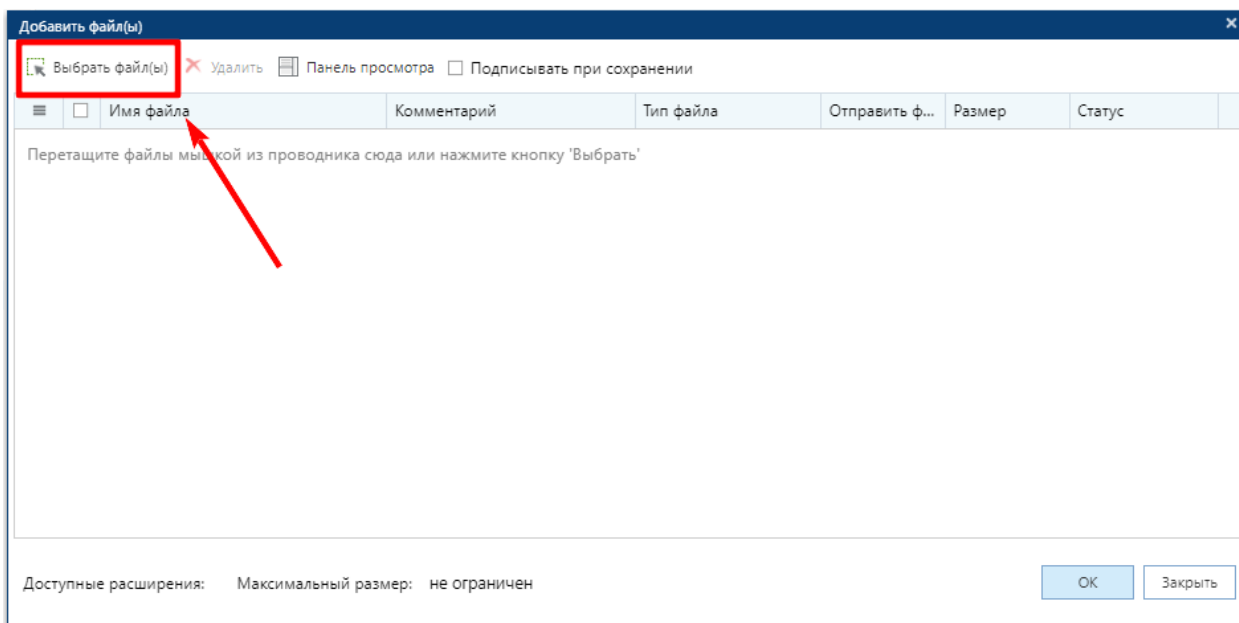 Добавить файл(ы)
Выбрать файл(ы) Удалить Панель просмотра Подписывать при сохранении
Имя файла Комментарий Тип файла Отправить ф... Размер Статус
Перетащите файлы мышкой из проводника сюда или нажмите кнопку 'Выбрать'
Доступные расширения: Максимальный размер: не ограничен OK Закрыть